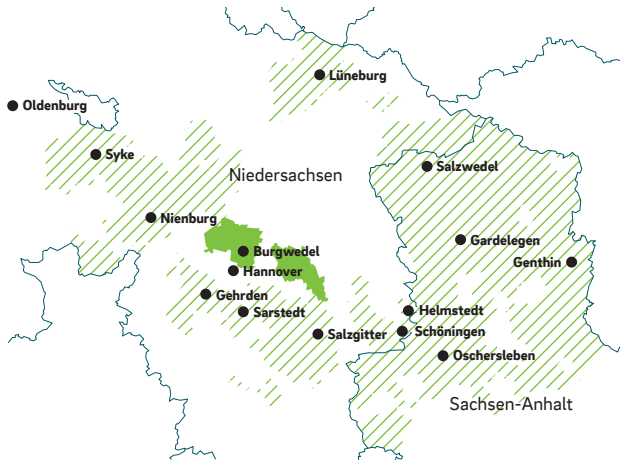 Lüneburg
Oldenburg
Syke
Salzwedel
Niedersachsen
Nienburg
Gardelegen
Burgwedel
Genthin
Hannover
Gehrden
Sarstedt
Helmstedt
Schöningen
Salzgitter
Oschersleben
Sachsen-Anhalt